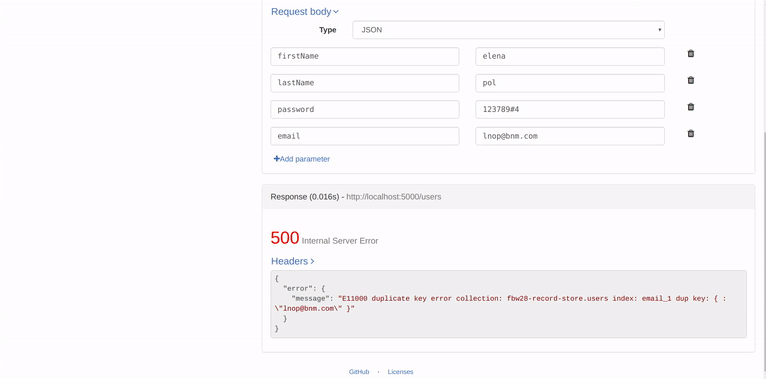 Request body
Type JSON
firstName elena
lastName pol
password 123789#4
email lnop@bnm.com
+Add parameter
Response (0.016s) - http://localhost:5000/users
500 Internal Server Error
Headers
{
"error": {
"message": "E11000 duplicate key error collection: fbw28-record-store.users index: email_1 dup key: { :
\"lnop@bnm.com\" }"
}
}
GitHub · Licenses